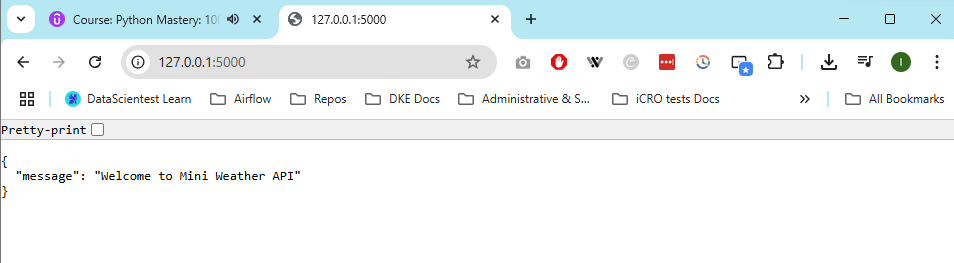 Course: Python Mastery: 10
127.0.0.1:5000
127.0.0.1:5000
DataScientest Learn Airflow Repos DKE Docs Administrative & S... iCRO tests Docs All Bookmarks
Pretty-print
{
"message": "Welcome to Mini Weather API"
}